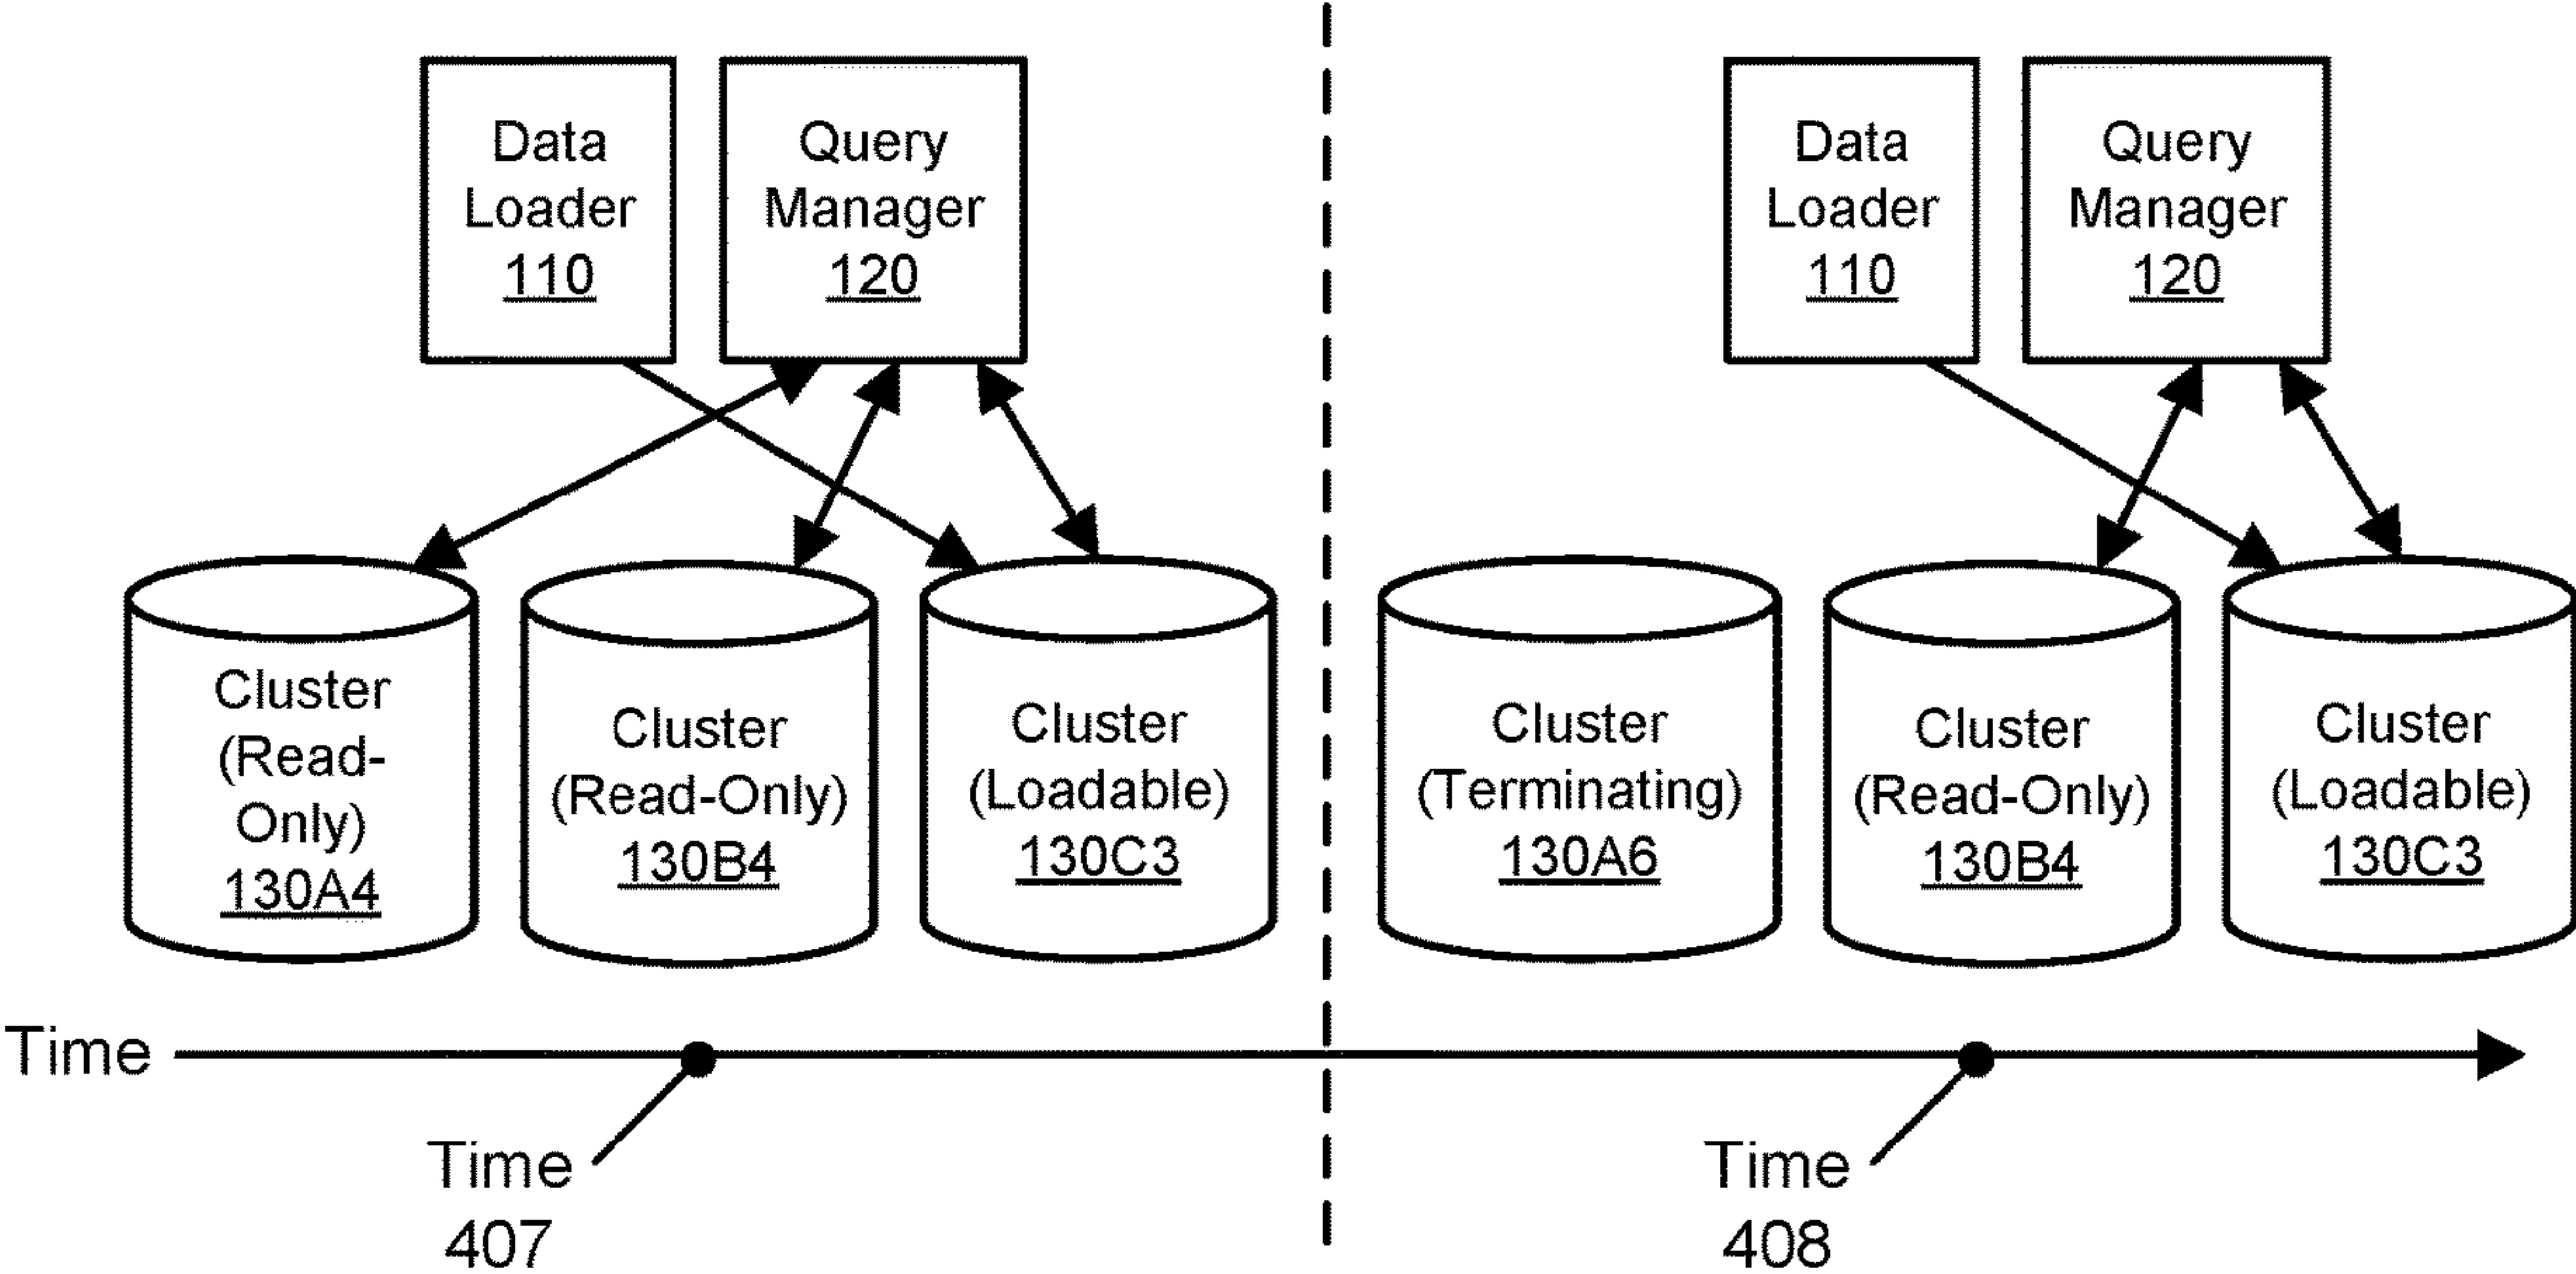 Data
Loader
110
Query
Manager
120
Data
Loader
110
Query
Manager
120
Cluster
(Read-
Only)
130A4
Cluster
(Read-Only)
130B4
Cluster
(Loadable)
130C3
Cluster
(Terminating)
130A6
Cluster
(Read-Only)
130B4
Cluster
(Loadable)
130C3
Time
Time
407
Time
408